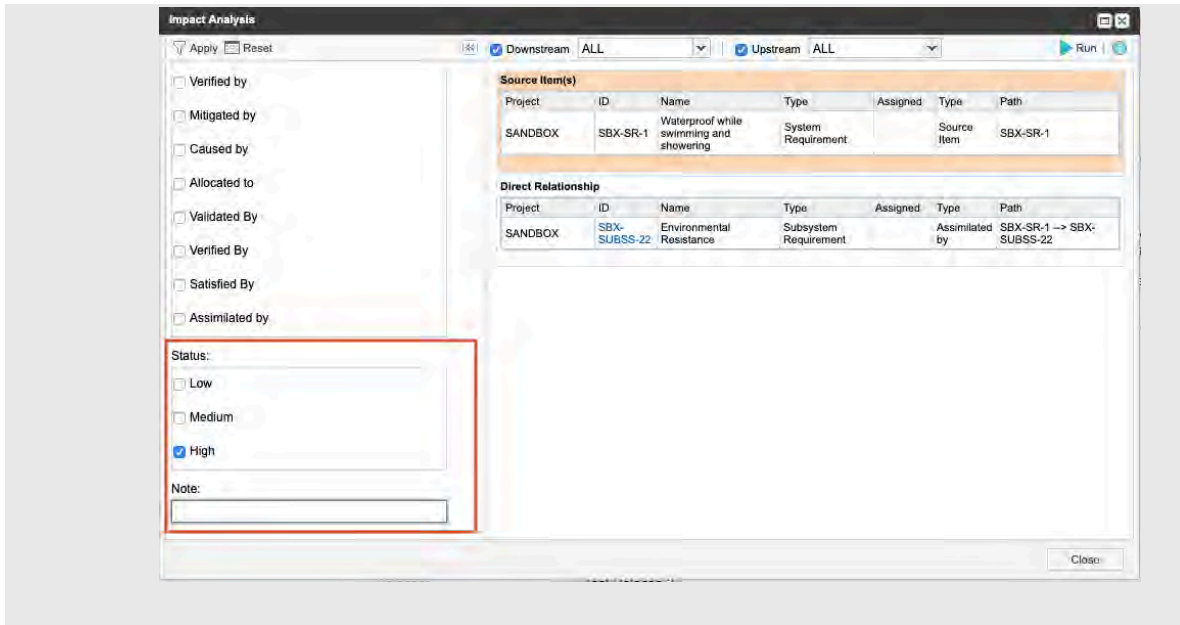 Impact Analysis
Apply Reset
Downstream ALL Upstream ALL Run
Verified by
Mitigated by
Caused by
Allocated to
Validated By
Verified By
Satisfied By
Assimilated by
Status:
Low
Medium
High
Note:
Source Item(s)
Project ID Name Type Assigned Type Path
SANDBOX SBX-SR-1 Waterproof while swimming and showering System Requirement Source Item SBX-SR-1
Direct Relationship
Project ID Name Type Assigned Type Path
SANDBOX SBX-SUBSS-22 Environmental Resistance Subsystem Requirement Assimilated by SBX-SR-1 --> SBX-SUBSS-22
Close